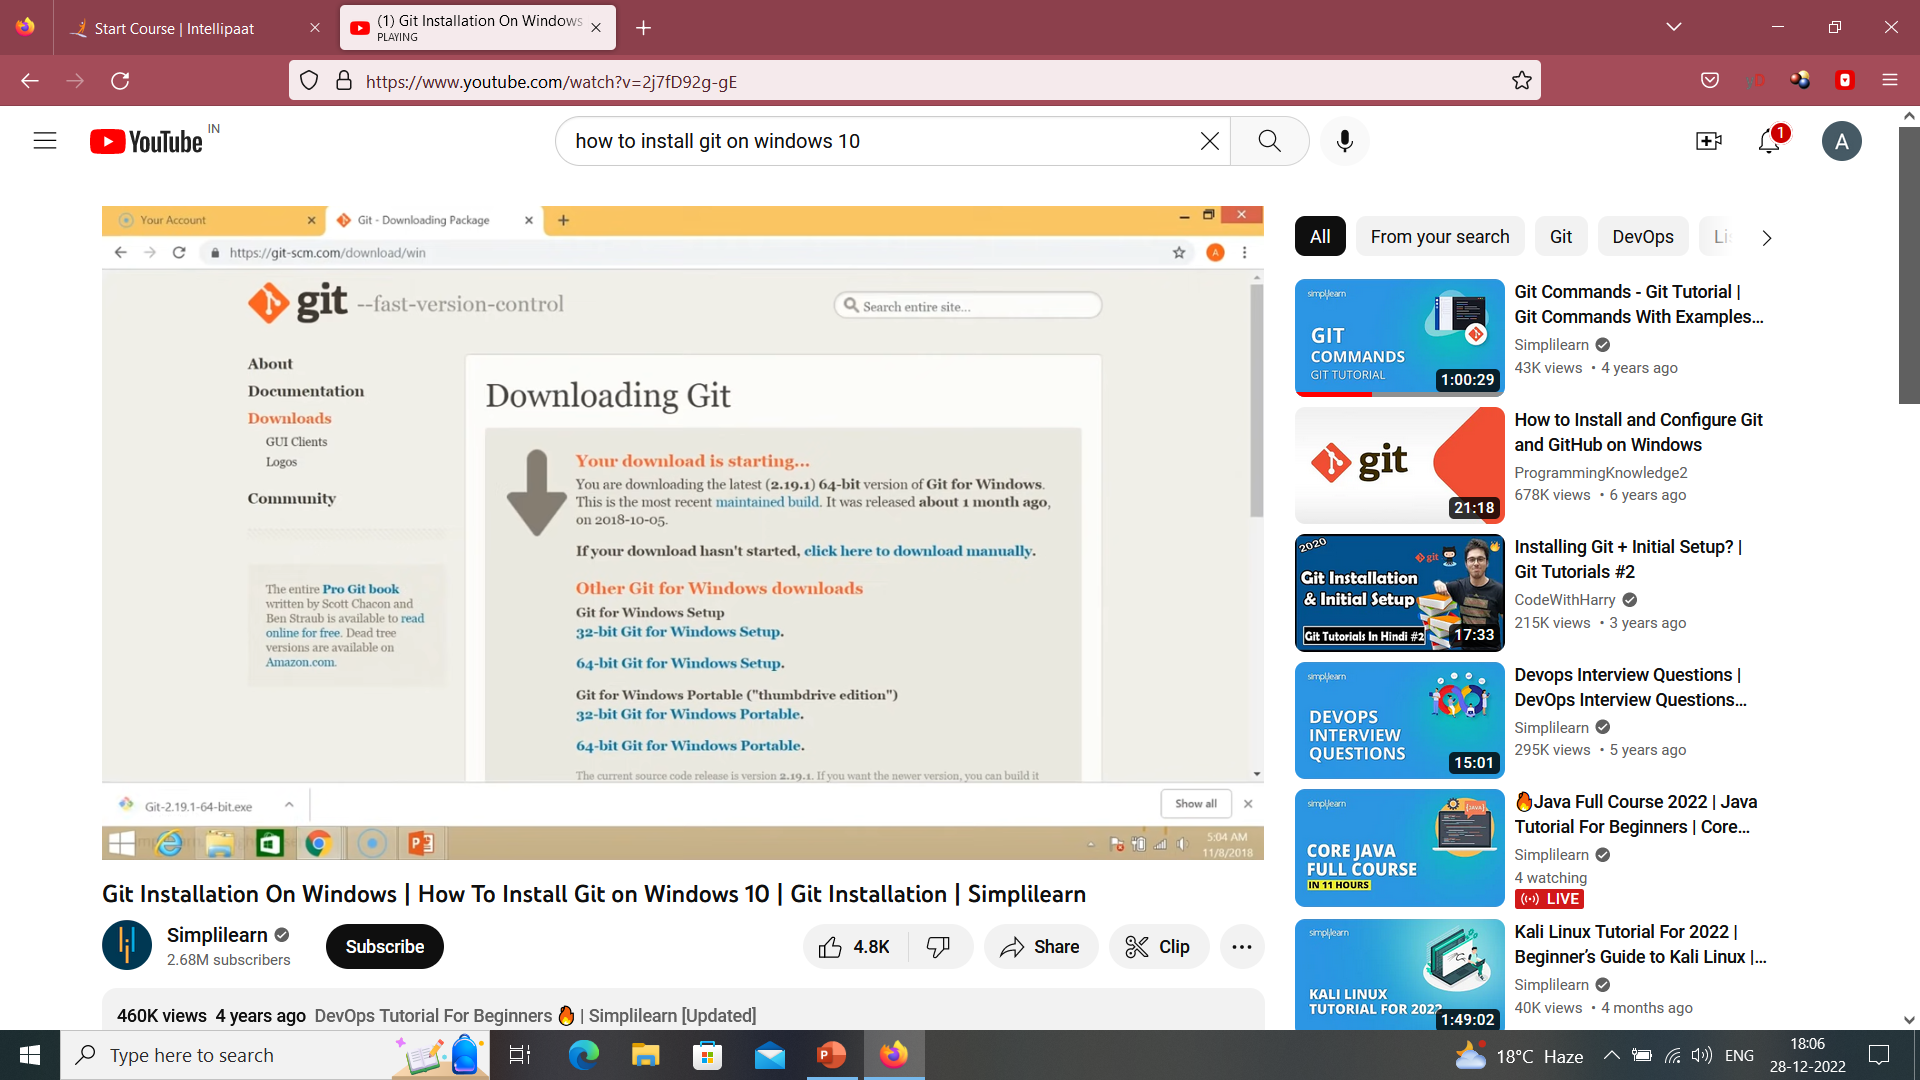 Start Course | Intellipaat
(1) Git Installation On Windows
PLAYING
https://www.youtube.com/watch?v=2j7fD92g-gE
YouTube IN
how to install git on windows 10
1
A
Your Account
Git - Downloading Package
https://git-scm.com/download/win
A
git --fast-version-control
Search entire site...
About
Documentation
Downloads
GUI Clients
Logos
Community
The entire Pro Git book
written by Scott Chacon and
Ben Straub is available to read
online for free. Dead tree
versions are available on
Amazon.com.
Downloading Git
Your download is starting...
You are downloading the latest (2.19.1) 64-bit version of Git for Windows.
This is the most recent maintained build. It was released about 1 month ago,
on 2018-10-05.
If your download hasn't started, click here to download manually.
Other Git for Windows downloads
Git for Windows Setup
32-bit Git for Windows Setup.
64-bit Git for Windows Setup.
Git for Windows Portable ("thumbdrive edition")
32-bit Git for Windows Portable.
64-bit Git for Windows Portable.
The current source code release is version 2.19.1. If you want the newer version, you can build it
Git-2.19.1-64-bit.exe
Show all
5:04 AM
11/8/2018
Git Installation On Windows | How To Install Git on Windows 10 | Git Installation | Simplilearn
Simplilearn
2.68M subscribers
Subscribe
4.8K
Share
Clip
460K views 4 years ago DevOps Tutorial For Beginners 🔥 | Simplilearn [Updated]
All
From your search
Git
DevOps
simplilearn
GIT
COMMANDS
GIT TUTORIAL
1:00:29
Git Commands - Git Tutorial |
Git Commands With Examples...
Simplilearn
43K views • 4 years ago
git
21:18
How to Install and Configure Git
and GitHub on Windows
ProgrammingKnowledge2
678K views • 6 years ago
2020
git
Git Installation
& Initial Setup
Git Tutorials In Hindi #2
17:33
Installing Git + Initial Setup? |
Git Tutorials #2
CodeWithHarry
215K views • 3 years ago
simplilearn
DEVOPS
INTERVIEW
QUESTIONS
15:01
Devops Interview Questions |
DevOps Interview Questions...
Simplilearn
295K views • 5 years ago
simplilearn
CORE JAVA
FULL COURSE
IN 11 HOURS
🔥Java Full Course 2022 | Java
Tutorial For Beginners | Core...
Simplilearn
4 watching
LIVE
simplilearn
KALI LINUX
TUTORIAL FOR 2022
1:49:02
Kali Linux Tutorial For 2022 |
Beginner's Guide to Kali Linux |...
Simplilearn
40K views • 4 months ago
Type here to search
18°C Haze
ENG
18:06
28-12-2022